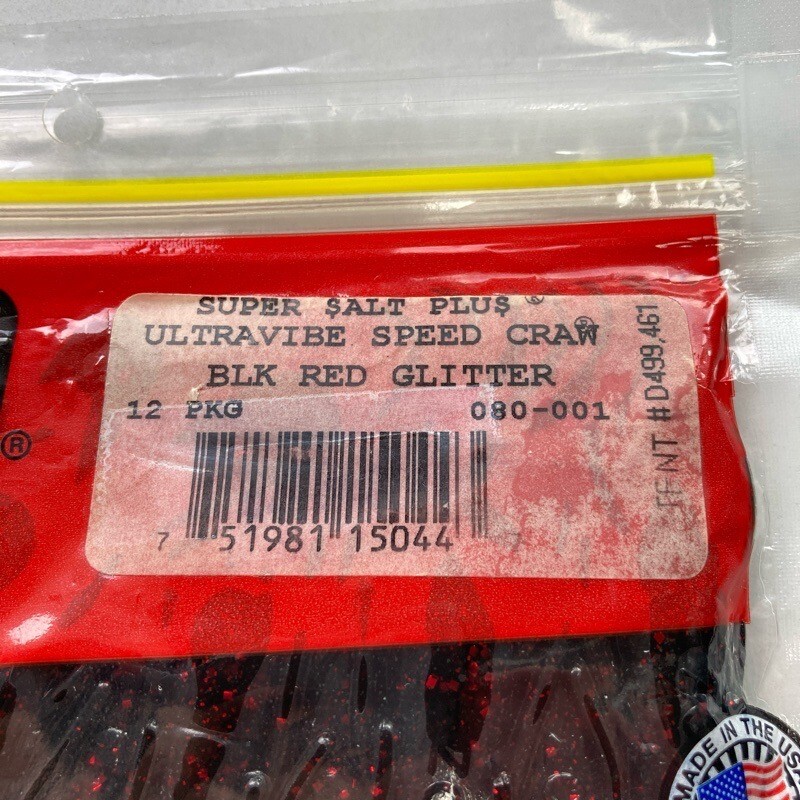 SUPER $ALT PLU$ ®
ULTRAVIBE SPEED CRAW ®
BLK RED GLITTER
12 PKG 080-001
7 51981 15044 7
#D499,461
®
MADE IN THE USA